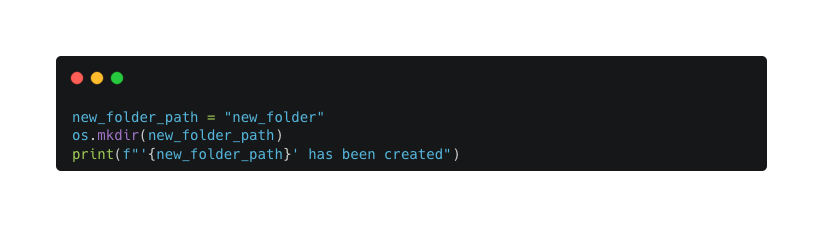 new_folder_path = "new_folder"
os.mkdir(new_folder_path)
print(f"'{new_folder_path}' has been created")